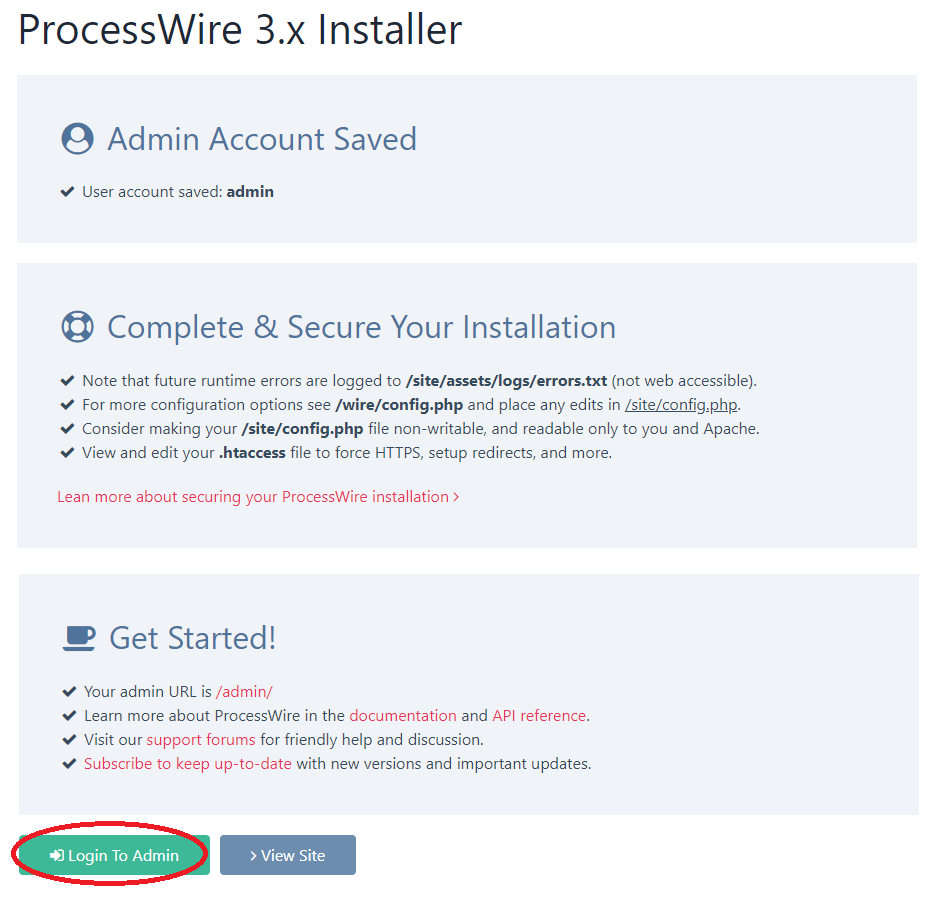 ProcessWire 3.x Installer
Admin Account Saved
User account saved: admin
Complete & Secure Your Installation
Note that future runtime errors are logged to /site/assets/logs/errors.txt (not web accessible).
For more configuration options see /wire/config.php and place any edits in /site/config.php.
Consider making your /site/config.php file non-writable, and readable only to you and Apache.
View and edit your .htaccess file to force HTTPS, setup redirects, and more.
Lean more about securing your ProcessWire installation >
Get Started!
Your admin URL is /admin/
Learn more about ProcessWire in the documentation and API reference.
Visit our support forums for friendly help and discussion.
Subscribe to keep up-to-date with new versions and important updates.
Login To Admin
> View Site